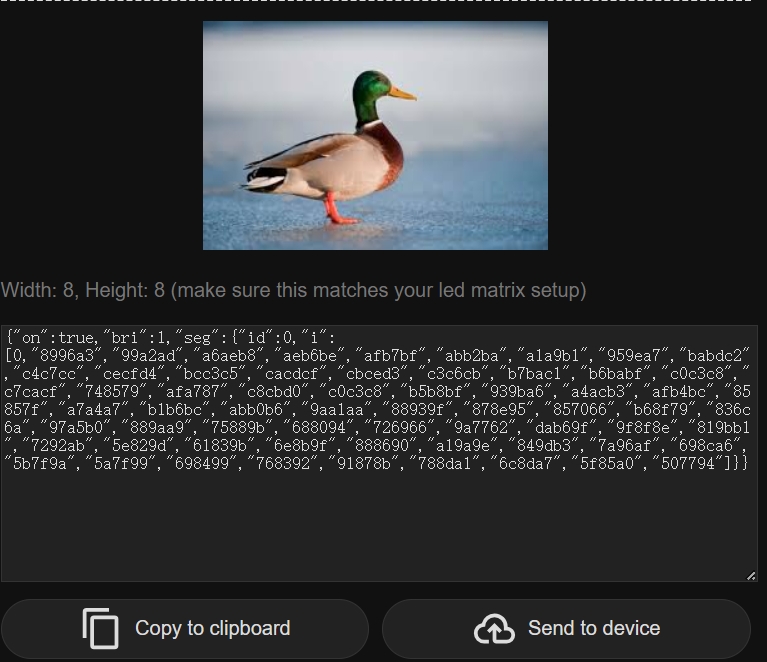 Width: 8, Height: 8 (make sure this matches your led matrix setup)
{"on":true,"bri":1,"seg":{"id":0,"i":
[0,"8996a3","99a2ad","a6aeb8","aeb6be","afb7bf","abb2ba","a1a9b1","959ea7","babdc2"
,"c4c7cc","cecfd4","bcc3c5","cacdcf","cbced3","c3c6cb","b7bac1","b6babf","c0c3c8","
c7cacf","748579","afa787","c8cbd0","c0c3c8","b5b8bf","939ba6","a4acb3","afb4bc","85
857f","a7a4a7","b1b6bc","abb0b6","9aa1aa","88939f","878e95","857066","b68f79","836c
6a","97a5b0","889aa9","75889b","688094","726966","9a7762","dab69f","9f8f8e","819bb1
","7292ab","5e829d","61839b","6e8b9f","888690","a19a9e","849db3","7a96af","698ca6",
"5b7f9a","5a7f99","698499","768392","91878b","788da1","6c8da7","5f85a0","507794"]}}
Copy to clipboard
Send to device